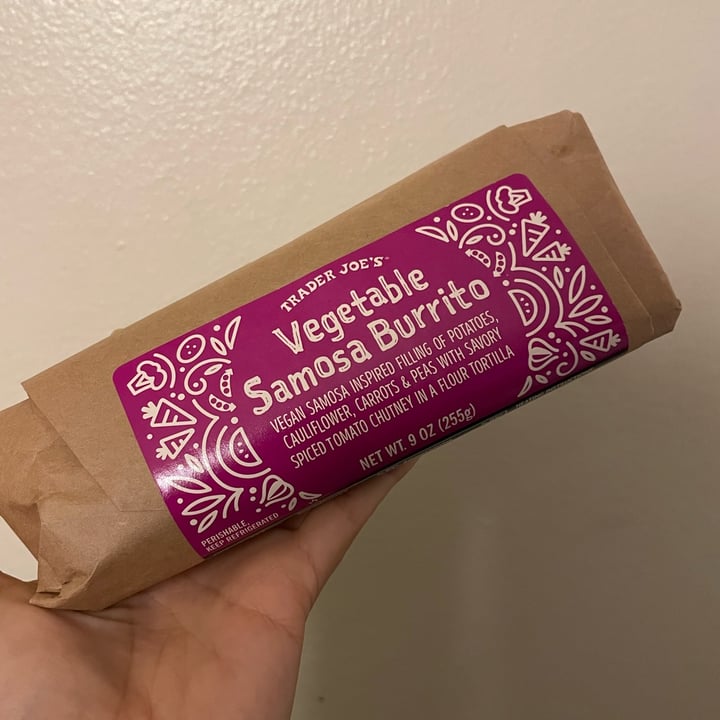 TRADER JOE'S
Vegetable
Samosa Burrito
VEGAN SAMOSA INSPIRED FILLING OF POTATOES,
CAULIFLOWER, CARROTS & PEAS WITH SAVORY
SPICED TOMATO CHUTNEY IN A FLOUR TORTILLA
NET WT. 9 OZ (255g)
PERISHABLE.
KEEP REFRIGERATED